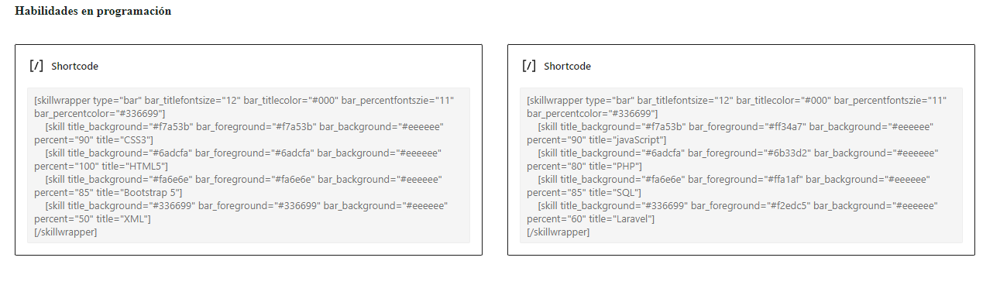 Habilidades en programación
[/] Shortcode
[skillwrapper type="bar" bar_titlefontsize="12" bar_titlecolor="#000" bar_percentfontszie="11"
bar_percentcolor="#336699"]
[skill title_background="#f7a53b" bar_foreground="#f7a53b" bar_background="#eeeeee"
percent="90" title="CSS3"]
[skill title_background="#6adcfa" bar_foreground="#6adcfa" bar_background="#eeeeee"
percent="100" title="HTML5"]
[skill title_background="#fa6e6e" bar_foreground="#fa6e6e" bar_background="#eeeeee"
percent="85" title="Bootstrap 5"]
[skill title_background="#336699" bar_foreground="#336699" bar_background="#eeeeee"
percent="50" title="XML"]
[/skillwrapper]
[/] Shortcode
[skillwrapper type="bar" bar_titlefontsize="12" bar_titlecolor="#000" bar_percentfontszie="11"
bar_percentcolor="#336699"]
[skill title_background="#f7a53b" bar_foreground="#ff34a7" bar_background="#eeeeee"
percent="90" title="javaScript"]
[skill title_background="#6adcfa" bar_foreground="#6b33d2" bar_background="#eeeeee"
percent="80" title="PHP"]
[skill title_background="#fa6e6e" bar_foreground="#ffa1af" bar_background="#eeeeee"
percent="85" title="SQL"]
[skill title_background="#336699" bar_foreground="#f2edc5" bar_background="#eeeeee"
percent="60" title="Laravel"]
[/skillwrapper]